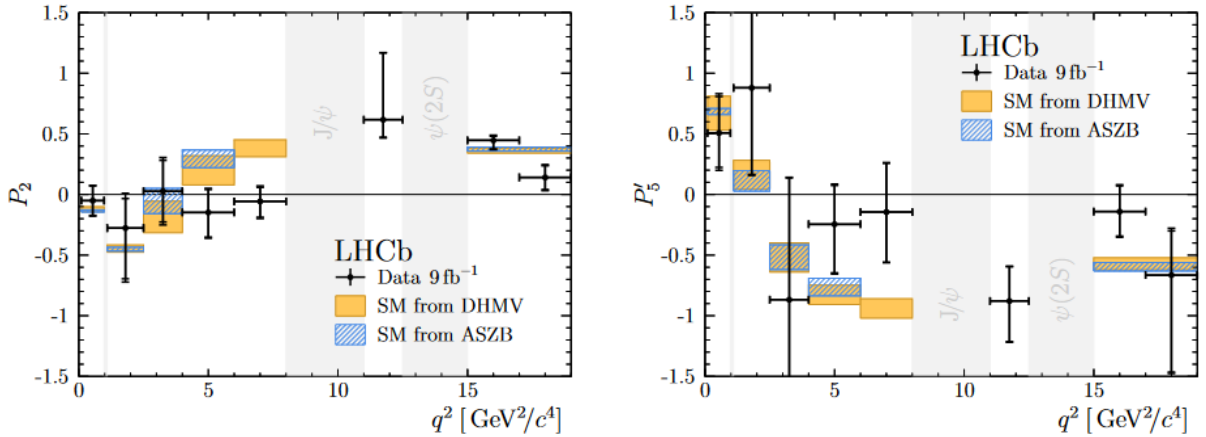 1.5
1
0.5
0
-0.5
-1
-1.5
P₂
J/ψ
ψ(2S)
LHCb
Data 9 fb⁻¹
SM from DHMV
SM from ASZB
0 5 10 15
q² [ GeV²/c⁴]
1.5
1
0.5
0
-0.5
-1
-1.5
P′₅
LHCb
Data 9 fb⁻¹
SM from DHMV
SM from ASZB
J/ψ
ψ(2S)
0 5 10 15
q² [ GeV²/c⁴]